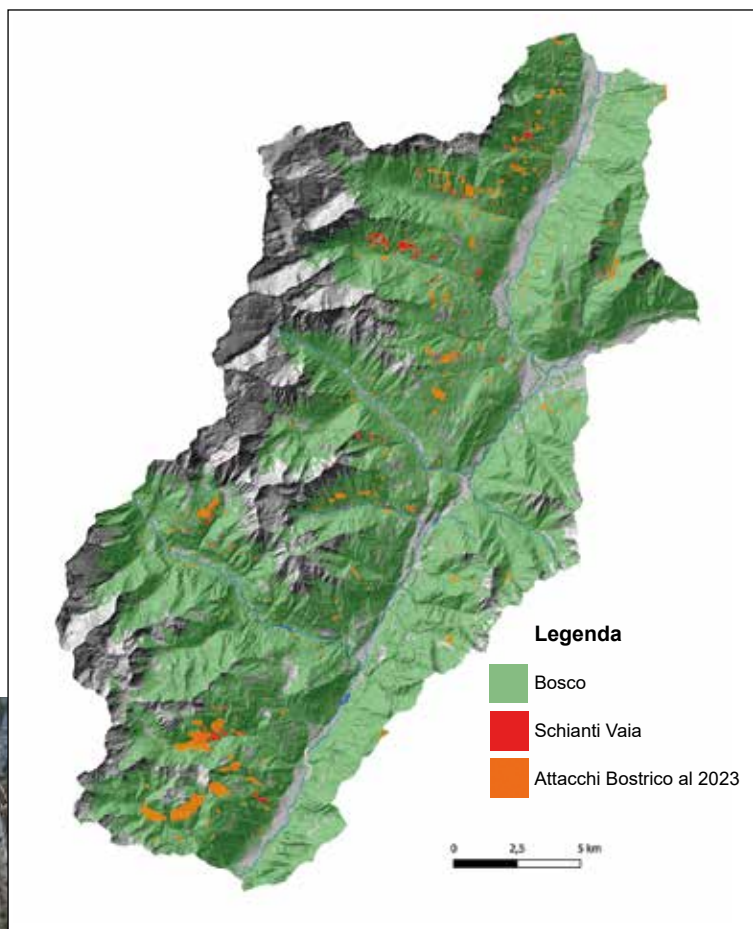 Legenda
Bosco
Schianti Vaia
Attacchi Bostrico al 2023
0 2,5 5 km